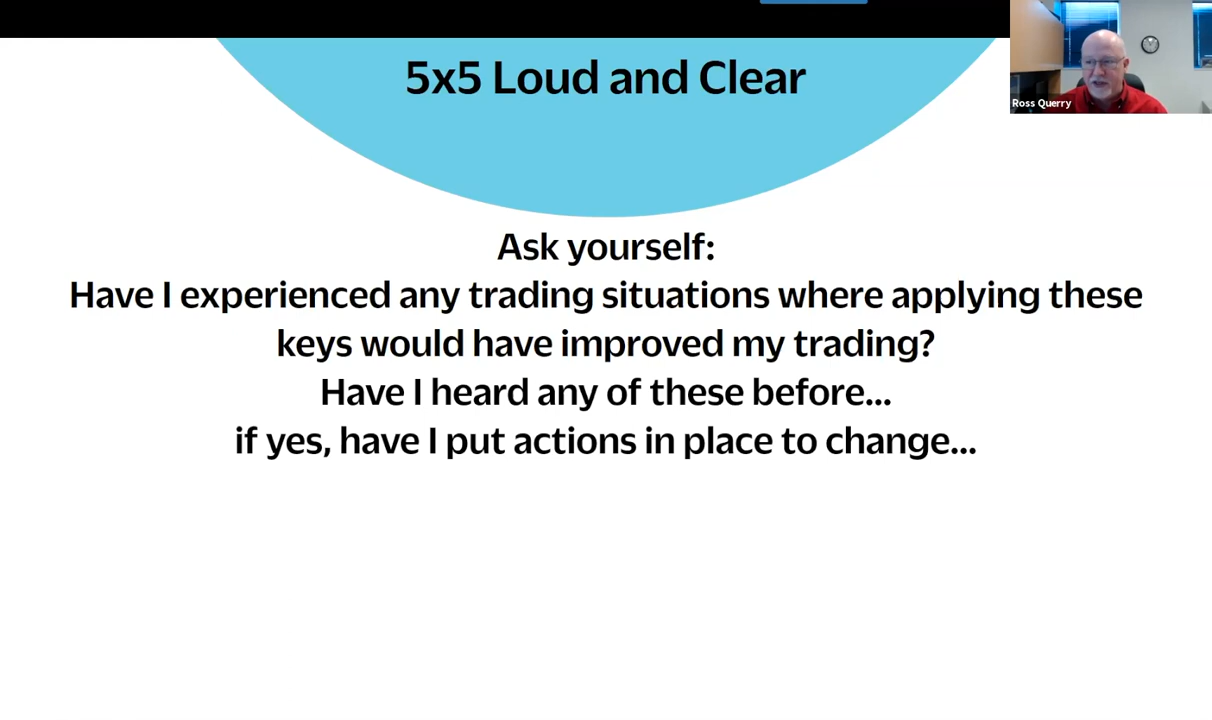 5x5 Loud and Clear
Ross Querry
Ask yourself:
Have I experienced any trading situations where applying these
keys would have improved my trading?
Have I heard any of these before...
if yes, have I put actions in place to change...